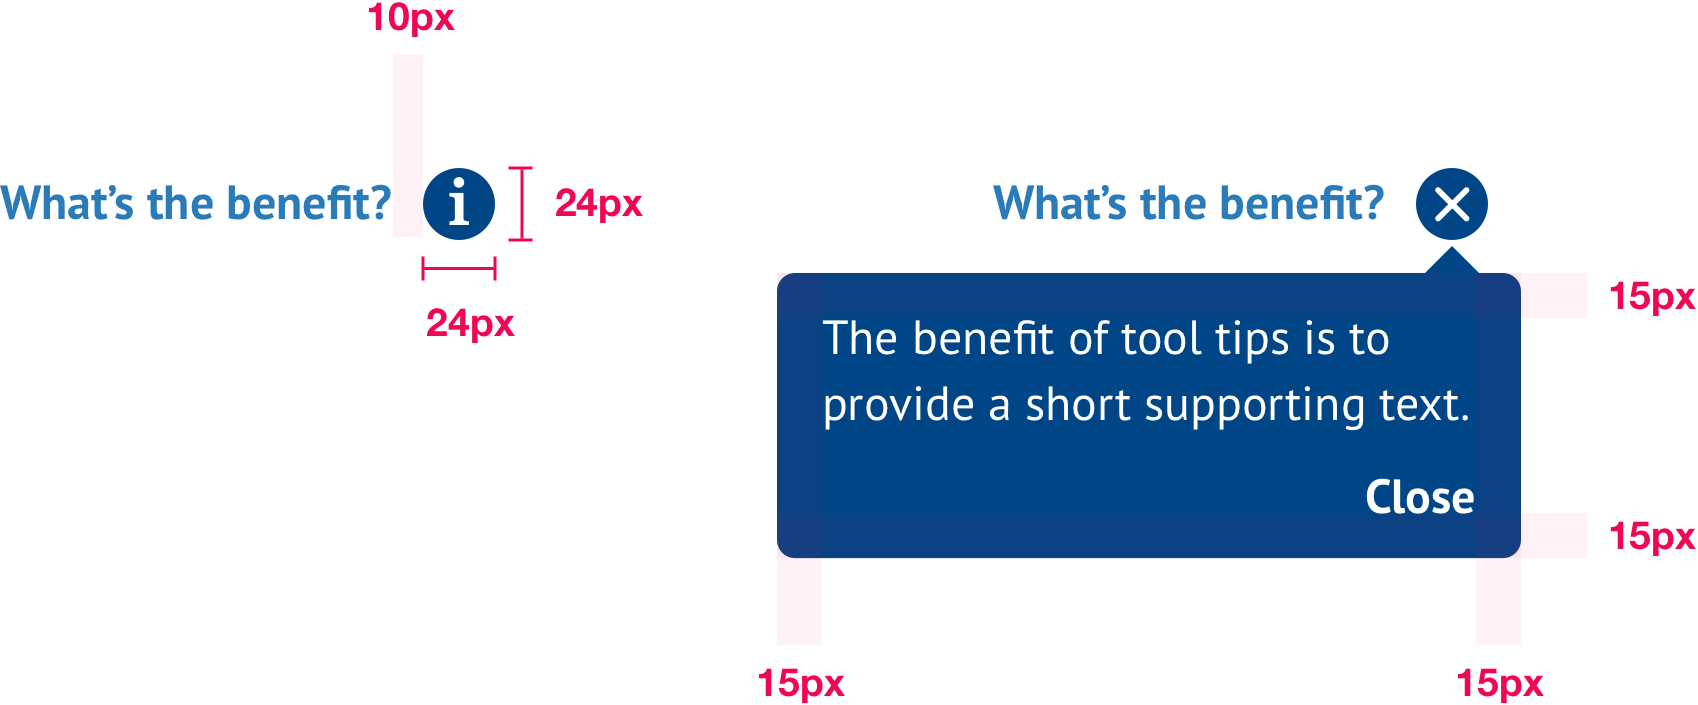 10px
What's the benefit? i
24px
24px
What's the benefit?
15px
The benefit of tool tips is to
provide a short supporting text.
Close
15px
15px
15px